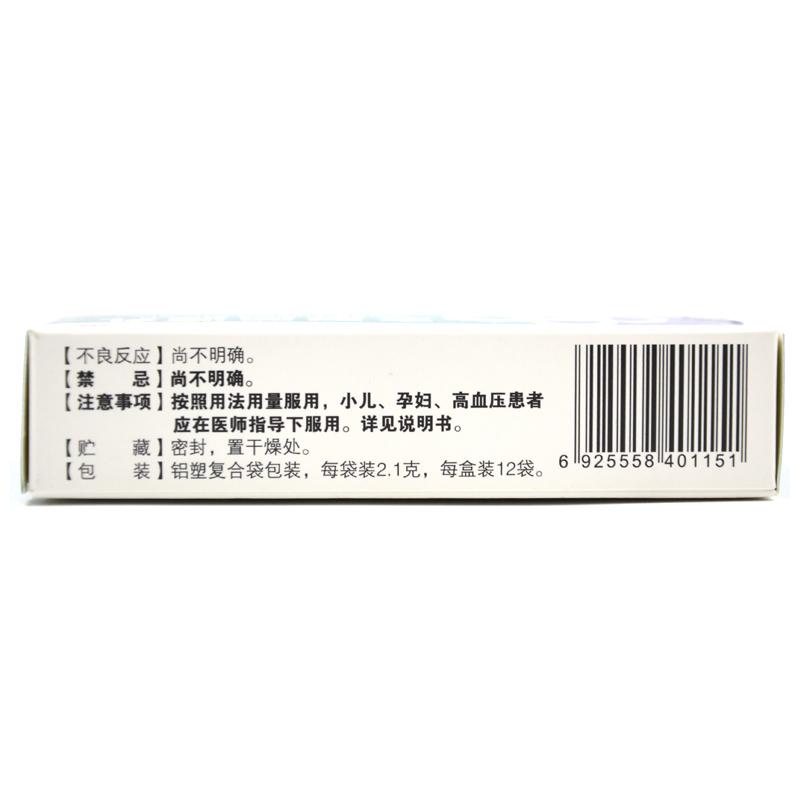 【不良反应】尚不明确。
【禁 忌】尚不明确。
【注意事项】按照用法用量服用，小儿、孕妇、高血压患者
应在医师指导下服用。详见说明书。
【贮 藏】密封，置干燥处。
【包 装】铝塑复合袋包装，每袋装2.1克，每盒装12袋。
6 925558 401151